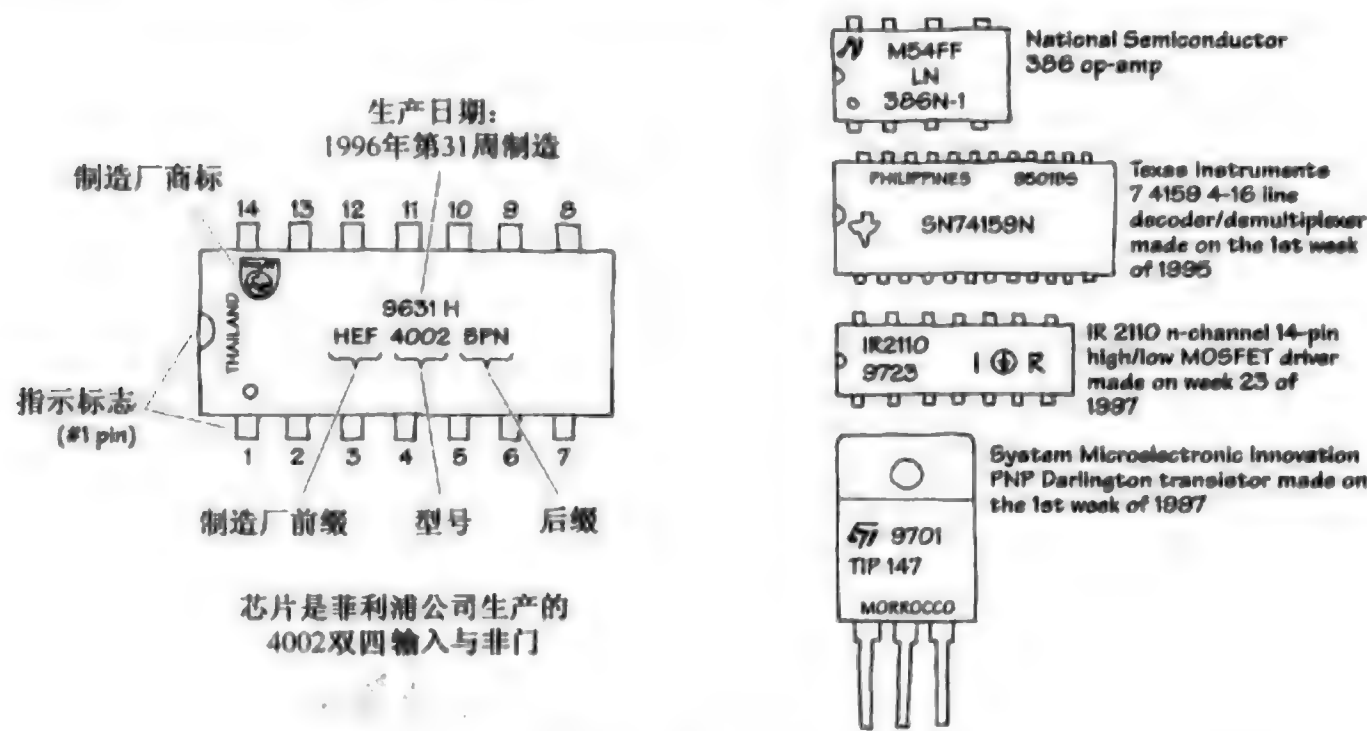 生产日期：
1996年第31周制造
制造厂商标
14 13 12 11 10 9 8
THAILAND
9631 H
HEF 4002 BPN
指示标志
(#1 pin)
1 2 3 4 5 6 7
制造厂前缀 型号 后缀
芯片是菲利浦公司生产的
4002双四输入与非门
M54FF
LN
386N-1
National Semiconductor
386 op-amp
PHILIPPINES 9501BS
SN74159N
Texas Instruments
7 4159 4-16 line
decoder/demultiplexer
made on the 1st week
of 1995
IR2110
9723
I R
IR 2110 n-channel 14-pin
high/low MOSFET driver
made on week 23 of
1997
9701
TIP 147
MORROCCO
System Microelectronic Innovation
PNP Darlington transistor made on
the 1st week of 1997